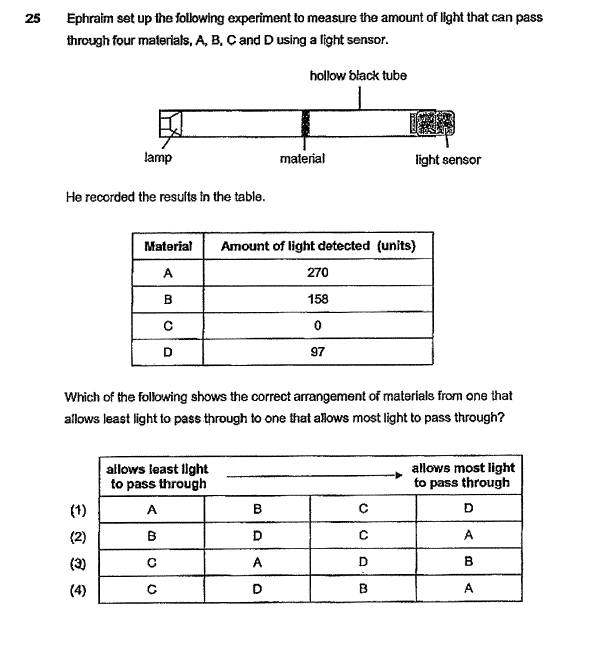 25 Ephraim set up the following experiment to measure the amount of light that can pass
through four materials, A, B, C and D using a light sensor.
hollow black tube
lamp material light sensor
He recorded the results in the table.
Material Amount of light detected (units)
A 270
B 158
C 0
D 97
Which of the following shows the correct arrangement of materials from one that
allows least light to pass through to one that allows most light to pass through?
allows least light allows most light
to pass through to pass through
(1) A B C D
(2) B D C A
(3) C A D B
(4) C D B A